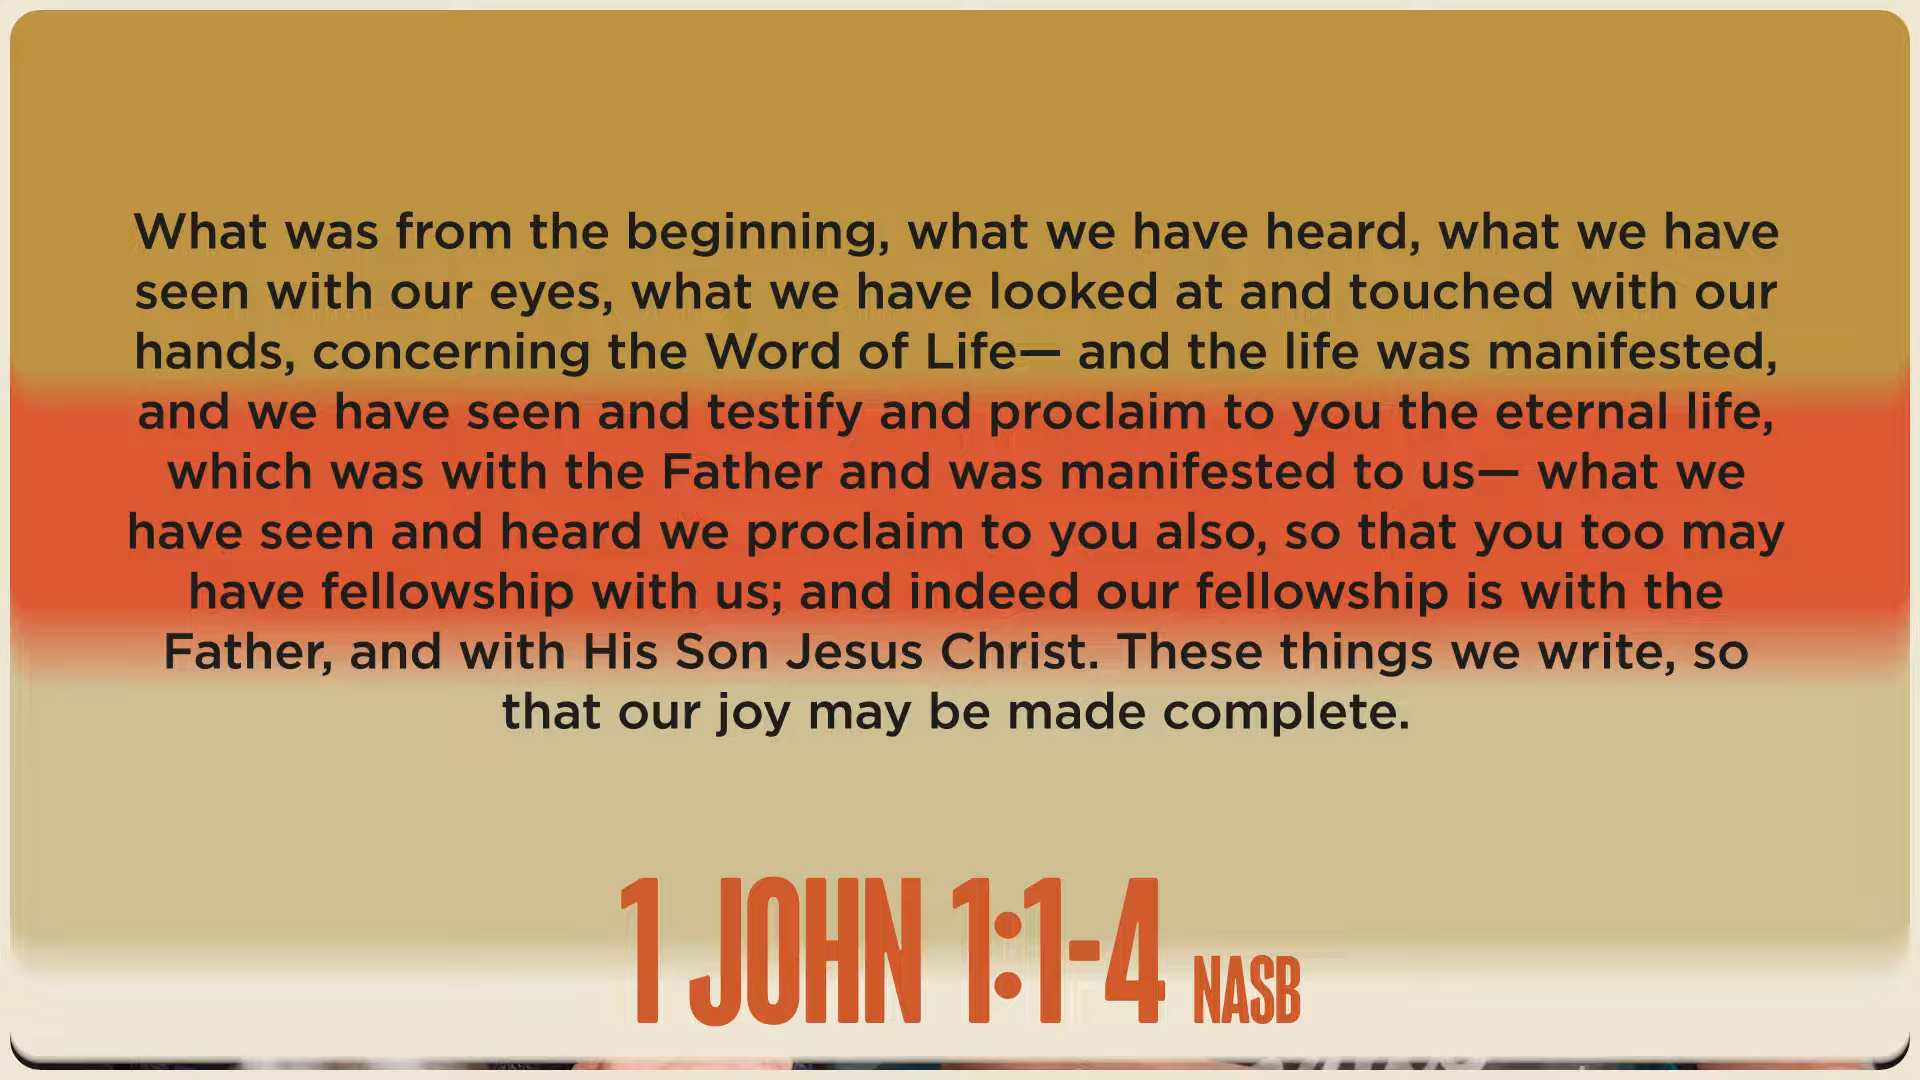 What was from the beginning, what we have heard, what we have
seen with our eyes, what we have looked at and touched with our
hands, concerning the Word of Life— and the life was manifested,
and we have seen and testify and proclaim to you the eternal life,
which was with the Father and was manifested to us— what we
have seen and heard we proclaim to you also, so that you too may
have fellowship with us; and indeed our fellowship is with the
Father, and with His Son Jesus Christ. These things we write, so
that our joy may be made complete.
1 JOHN 1:1-4 NASB